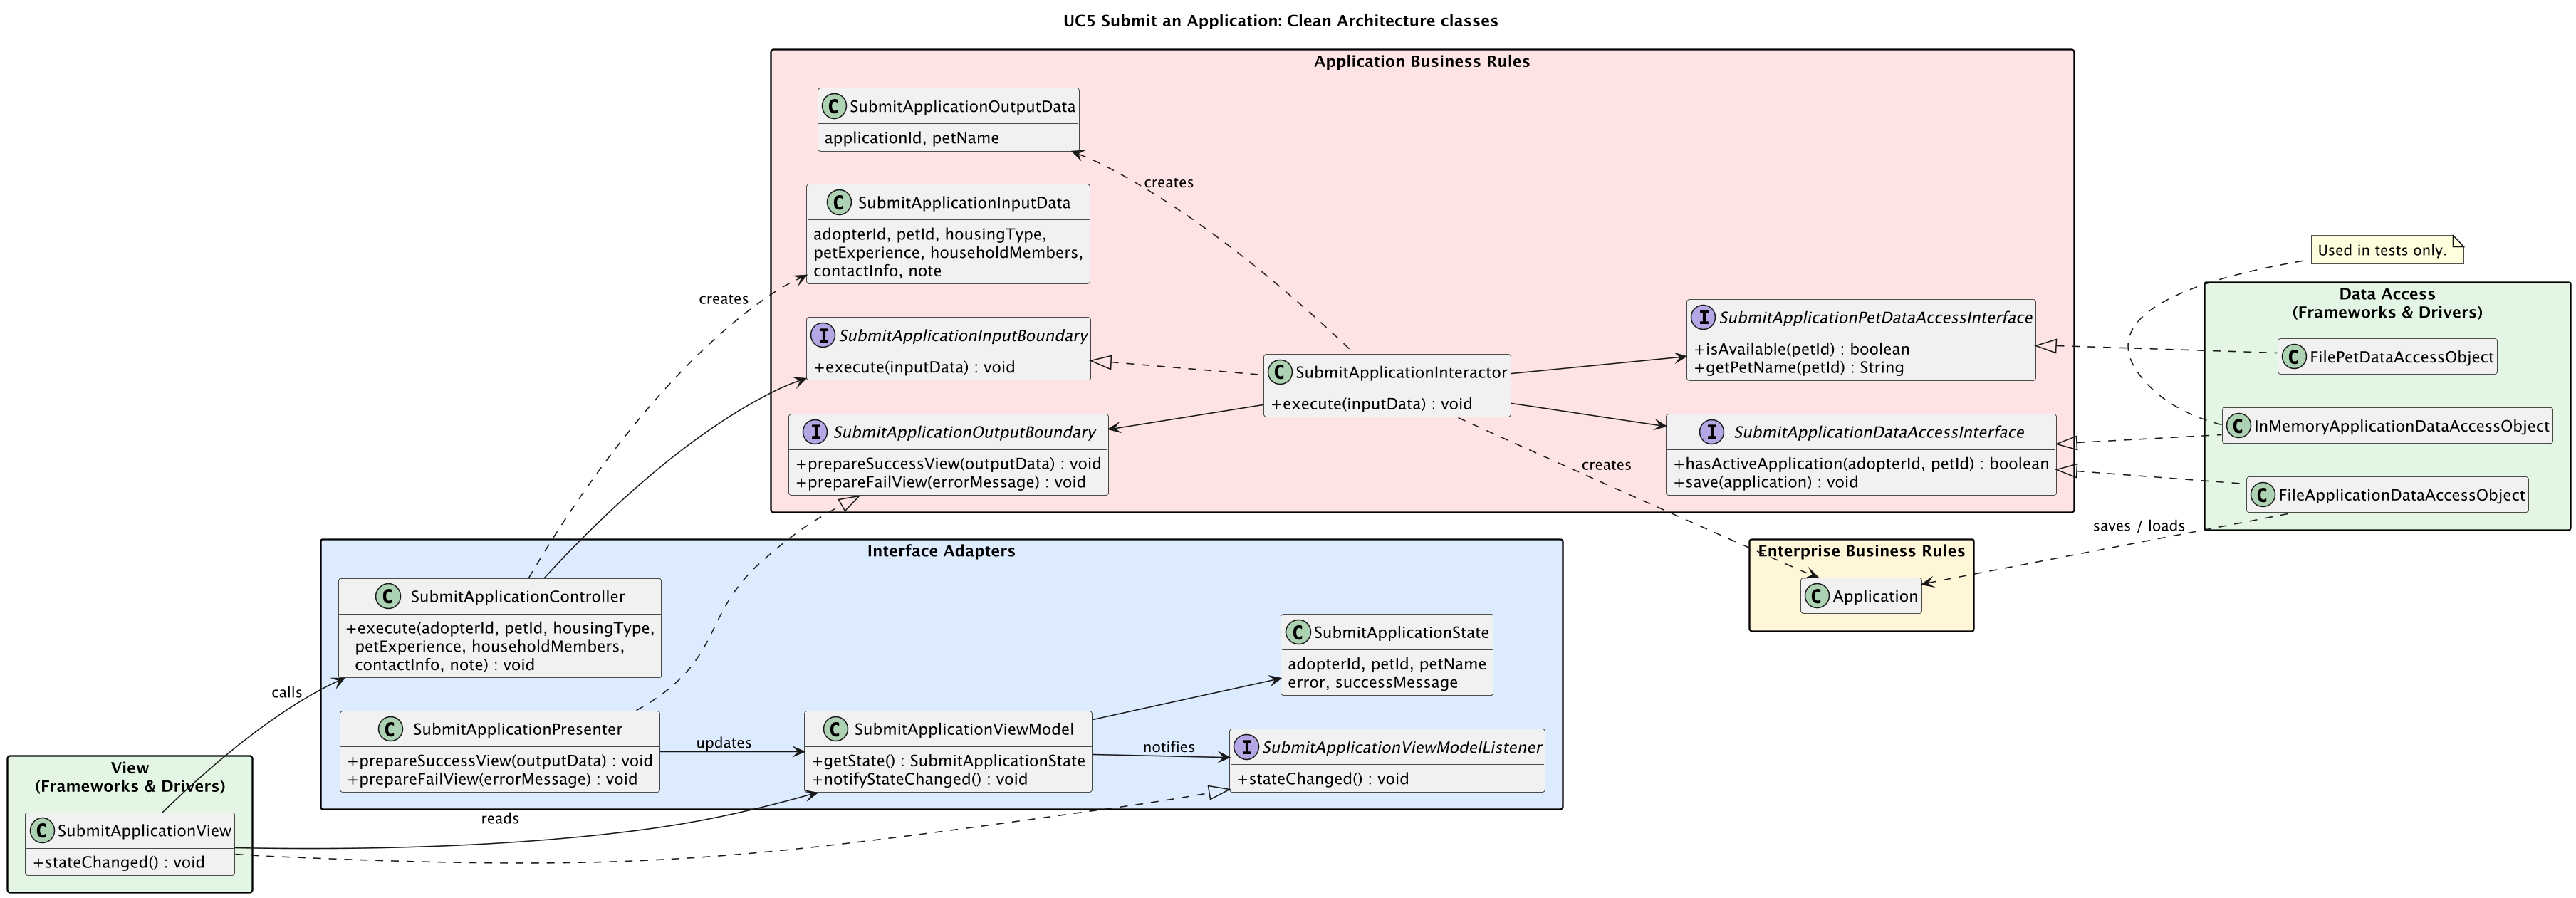 UC5 Submit an Application: Clean Architecture classes
Application Business Rules
C SubmitApplicationOutputData
applicationId, petName
creates
C SubmitApplicationInputData
adopterId, petId, housingType,
petExperience, householdMembers,
contactInfo, note
creates
I SubmitApplicationInputBoundary
+execute(inputData) : void
C SubmitApplicationInteractor
+execute(inputData) : void
I SubmitApplicationOutputBoundary
+prepareSuccessView(outputData) : void
+prepareFailView(errorMessage) : void
I SubmitApplicationPetDataAccessInterface
+isAvailable(petId) : boolean
+getPetName(petId) : String
I SubmitApplicationDataAccessInterface
+hasActiveApplication(adopterId, petId) : boolean
+save(application) : void
creates
Used in tests only.
Data Access
(Frameworks & Drivers)
C FilePetDataAccessObject
C InMemoryApplicationDataAccessObject
C FileApplicationDataAccessObject
saves / loads
Enterprise Business Rules
C Application
Interface Adapters
C SubmitApplicationController
+execute(adopterId, petId, housingType,
petExperience, householdMembers,
contactInfo, note) : void
C SubmitApplicationState
adopterId, petId, petName
error, successMessage
calls
C SubmitApplicationPresenter
+prepareSuccessView(outputData) : void
+prepareFailView(errorMessage) : void
updates
C SubmitApplicationViewModel
+getState() : SubmitApplicationState
+notifyStateChanged() : void
notifies
I SubmitApplicationViewModelListener
+stateChanged() : void
View
(Frameworks & Drivers)
C SubmitApplicationView
+stateChanged() : void
reads